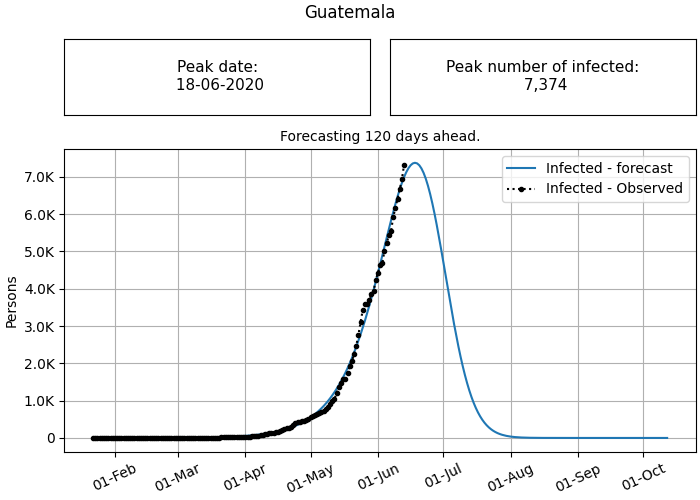 Guatemala
Peak date:
18-06-2020
Peak number of infected:
7,374
Forecasting 120 days ahead.
Infected - forecast
Infected - Observed
Persons
7.0K
6.0K
5.0K
4.0K
3.0K
2.0K
1.0K
0
01-Feb
01-Mar
01-Apr
01-May
01-Jun
01-Jul
01-Aug
01-Sep
01-Oct